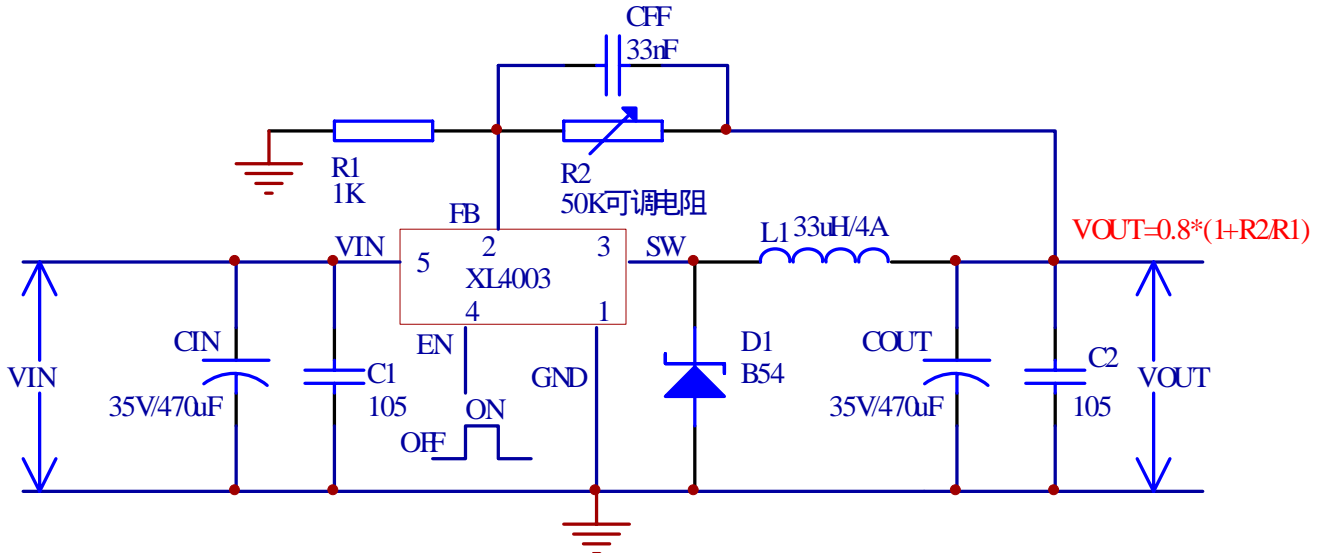 CFF
33nF
R1
1K
R2
50K可调电阻
FB
VIN
5
2
3
XL4003
4
1
SW
L1
33uH/4A
VOUT=0.8*(1+R2/R1)
EN
GND
ON
OFF
VIN
CIN
35V/470uF
C1
105
D1
B54
COUT
35V/470uF
C2
105
VOUT